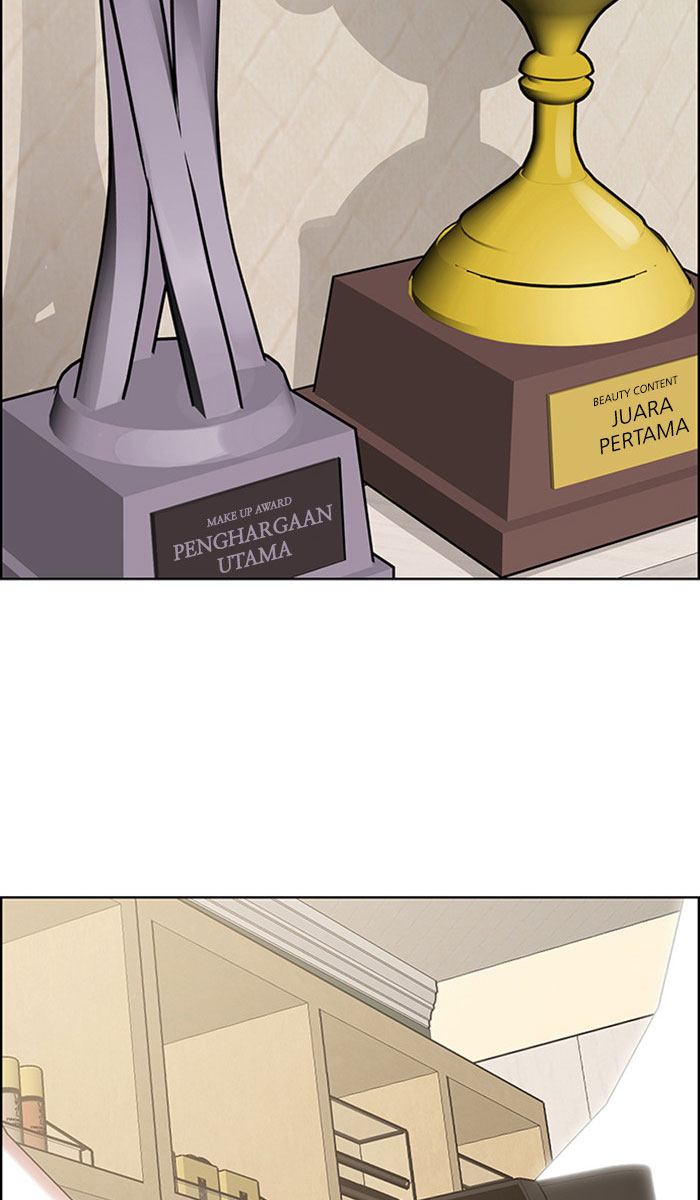 BEAUTY CONTENT
JUARA
PERTAMA
MAKE UP AWARD
PENGHARGAAN
UTAMA